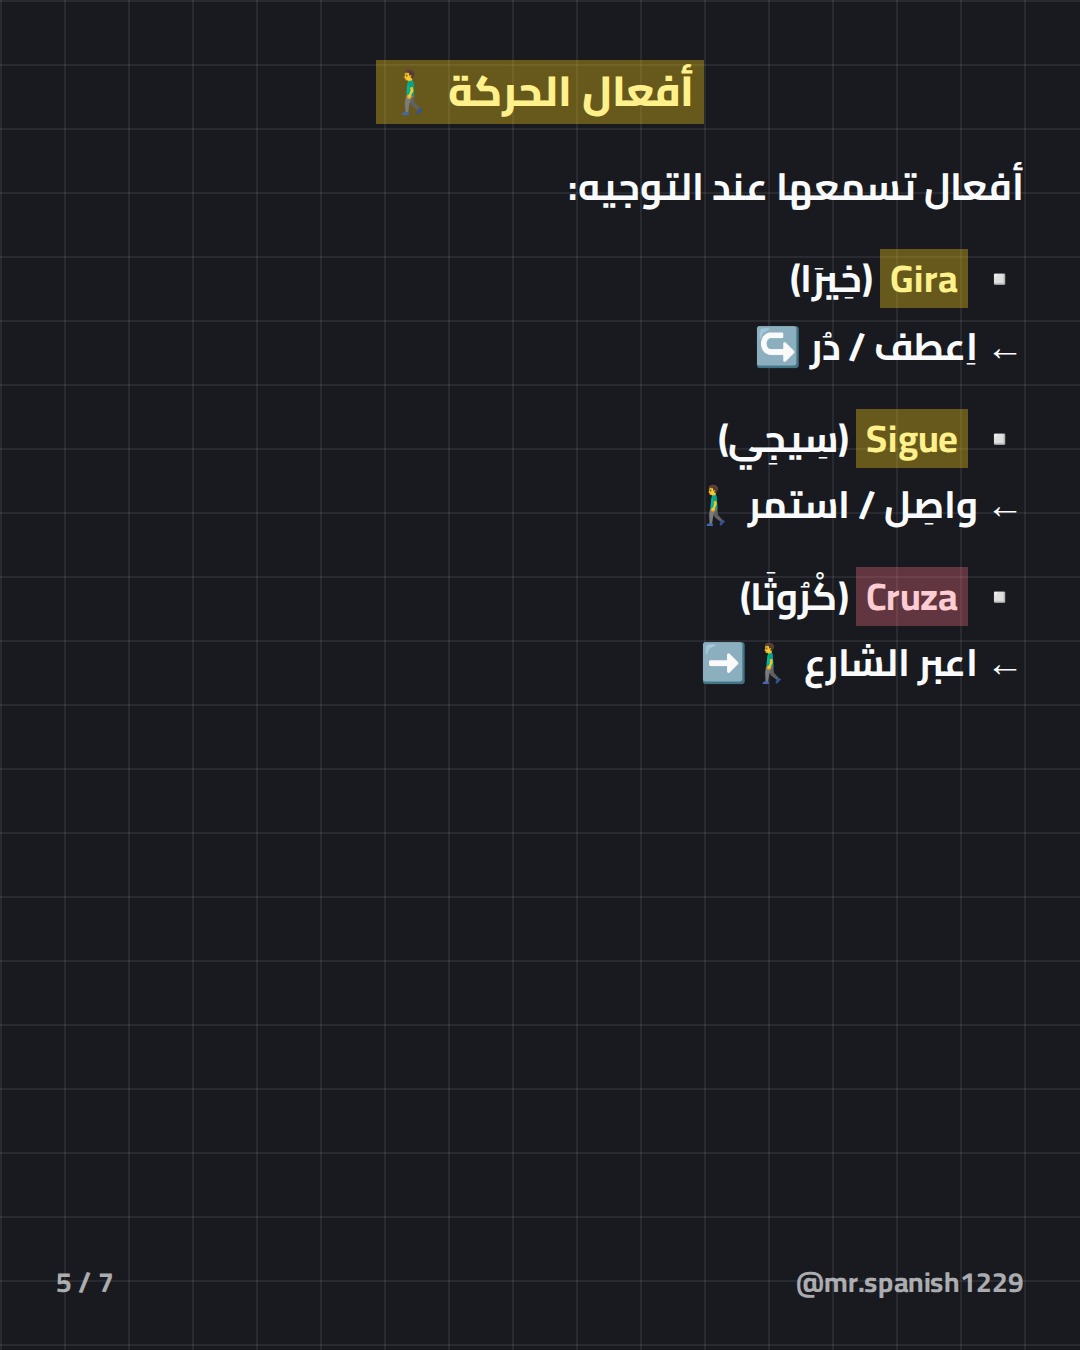 أفعال الحركة 🚶‍♂️
أفعال تسمعها عند التوجيه:
▫️ Gira (خِيرَا)
← اِعطف / دُر ↪️
▫️ Sigue (سِيجِي)
← واصِل / استمر 🚶‍♂️
▫️ Cruza (كْرُوثَا)
← اعبر الشارع 🚶‍♂️➡️
5 / 7
@mr.spanish1229